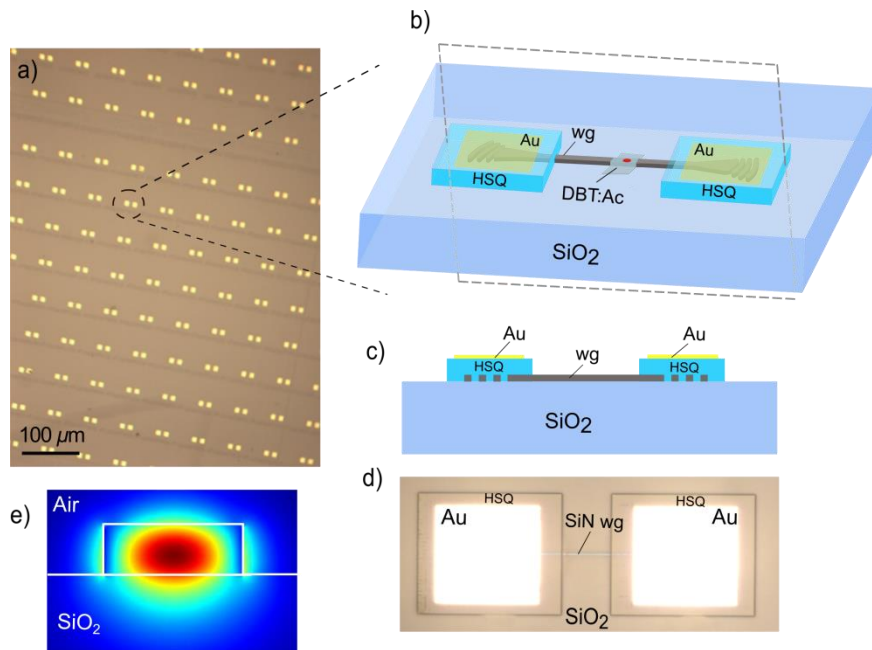 a)
100 µm
b)
Au
wg
Au
HSQ
DBT:Ac
HSQ
SiO2
c)
Au
wg
Au
HSQ
HSQ
SiO2
d)
HSQ
HSQ
Au
SiN wg
Au
SiO2
e)
Air
SiO2